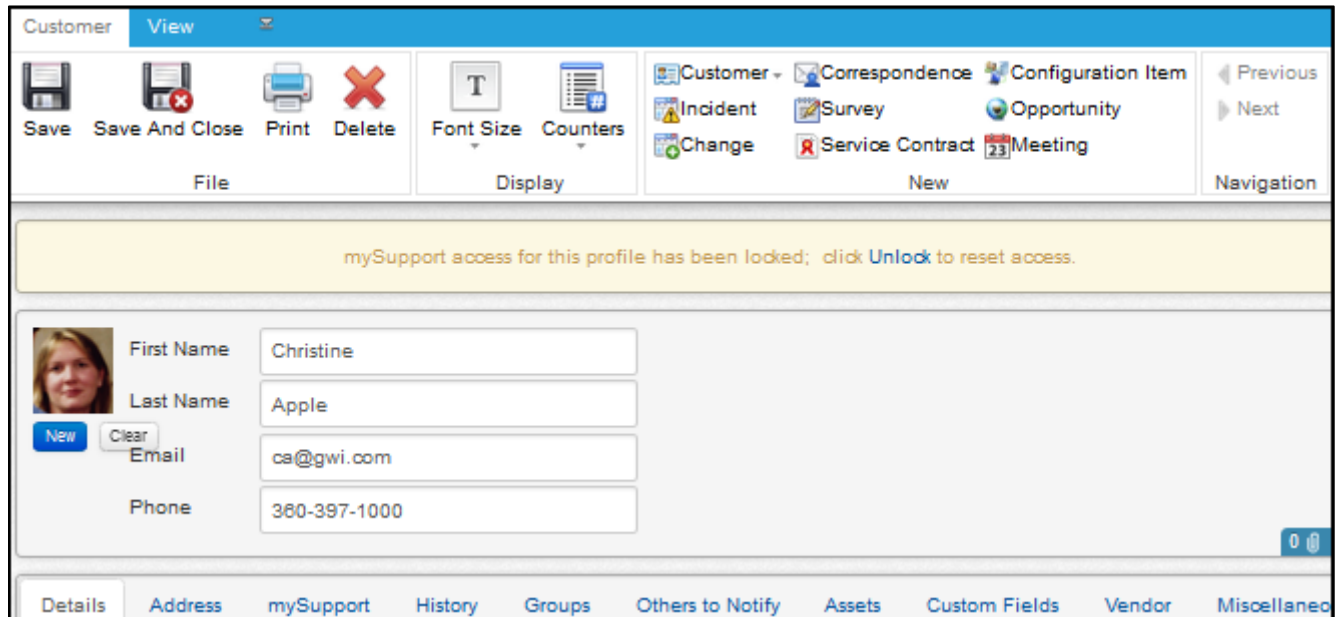 Customer View
Customer Correspondence Configuration Item Previous
Incident Survey Opportunity Next
Save Save And Close Print Delete Font Size Counters
Change Service Contract 23 Meeting
File Display New Navigation
mySupport access for this profile has been locked; click Unlock to reset access.
First Name Christine
Last Name Apple
New Clear
Email ca@gwi.com
Phone 360-397-1000
0
Details Address mySupport History Groups Others to Notify Assets Custom Fields Vendor Miscellaneo